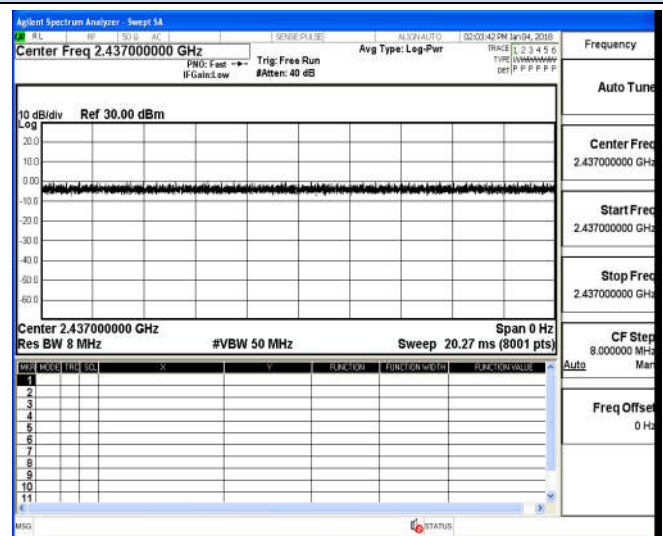 Agilent Spectrum Analyzer - Swept SA
RL RF 50 Ω AC SENSE:PULSE ALIGN AUTO 02:03:42 PM Jan 04, 2018
Center Freq 2.437000000 GHz
PNO: Fast
IFGain:Low
Trig: Free Run
#Atten: 40 dB
Avg Type: Log-Pwr
TRACE 1 2 3 4 5 6
TYPE WWWWWW
DET P P P P P P
Frequency
10 dB/div Ref 30.00 dBm
Log
20.0
10.0
0.00
-10.0
-20.0
-30.0
-40.0
-50.0
-60.0
Center 2.437000000 GHz Span 0 Hz
Res BW 8 MHz #VBW 50 MHz Sweep 20.27 ms (8001 pts)
MKR MODE TRC SCL X Y FUNCTION FUNCTION WIDTH FUNCTION VALUE
1
2
3
4
5
6
7
8
9
10
11
MSG STATUS
Auto Tune
Center Freq
2.437000000 GHz
Start Freq
2.437000000 GHz
Stop Freq
2.437000000 GHz
CF Step
8.000000 MHz
Auto Man
Freq Offset
0 Hz